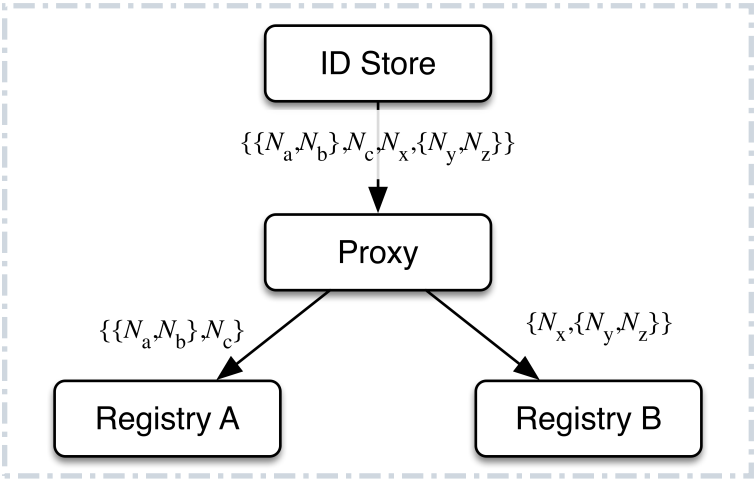 ID Store
{{Na,Nb},Nc,Nx,{Ny,Nz}}
Proxy
{{Na,Nb},Nc}
{Nx,{Ny,Nz}}
Registry A
Registry B